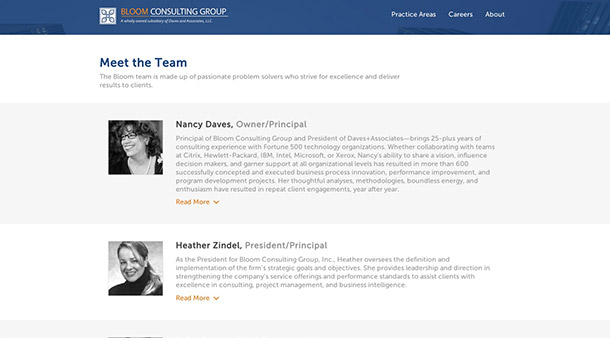 BLOOM CONSULTING GROUP
A wholly owned subsidiary of Daves and Associates, LLC.
Practice Areas Careers About
Meet the Team
The Bloom team is made up of passionate problem solvers who strive for excellence and deliver
results to clients.
Nancy Daves, Owner/Principal
Principal of Bloom Consulting Group and President of Daves+Associates—brings 25-plus years of
consulting experience with Fortune 500 technology organizations. Whether collaborating with teams
at Citrix, Hewlett-Packard, IBM, Intel, Microsoft, or Xerox, Nancy's ability to share a vision, influence
decision makers, and garner support at all organizational levels has resulted in more than 600
successfully concepted and executed business process innovation, performance improvement, and
program development projects. Her thoughtful analyses, methodologies, boundless energy, and
enthusiasm have resulted in repeat client engagements, year after year.
Read More
Heather Zindel, President/Principal
As the President for Bloom Consulting Group, Inc., Heather oversees the definition and
implementation of the firm's strategic goals and objectives. She provides leadership and direction in
strengthening the company's service offerings and performance standards to assist clients with
excellence in consulting, project management, and business intelligence.
Read More